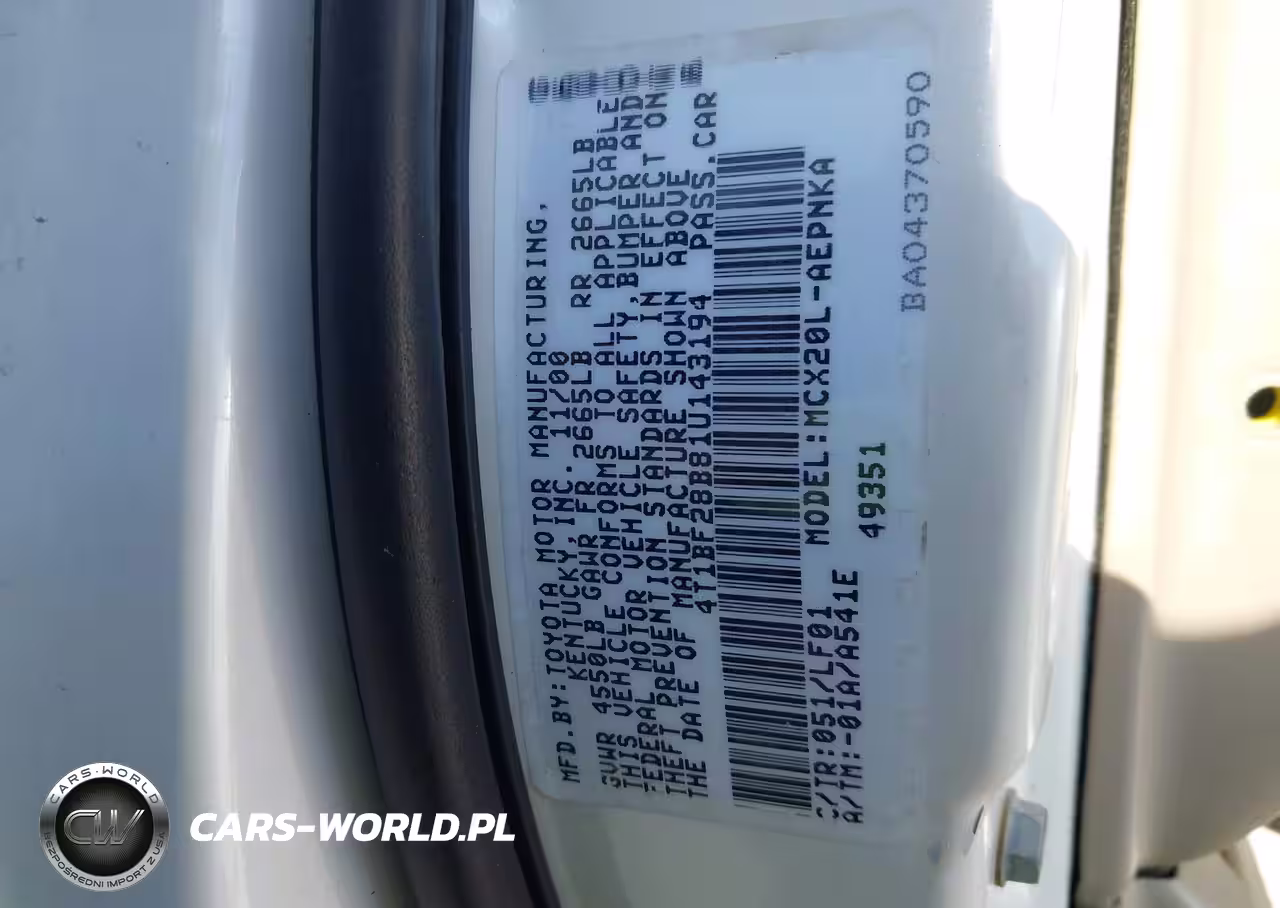 MFD.BY:TOYOTA MOTOR MANUFACTURING,
KENTUCKY,INC. 11/00
GVWR 4550LB GAWR FR 2665LB RR 2665LB
THIS VEHICLE CONFORMS TO ALL APPLICABLE
FEDERAL MOTOR VEHICLE SAFETY,BUMPER AND
THEFT PREVENTION STANDARDS IN EFFECT ON
THE DATE OF MANUFACTURE SHOWN ABOVE
4T1BF28B81U143194 PASS.CAR
C/TR:051/LF01 MODEL:MCX20L-AEPNKA
A/TM:-01A/A541E 49351
BA04370590
CARS-WORLD
CW
BEZPOŚREDNI IMPORT Z USA
CARS-WORLD.PL